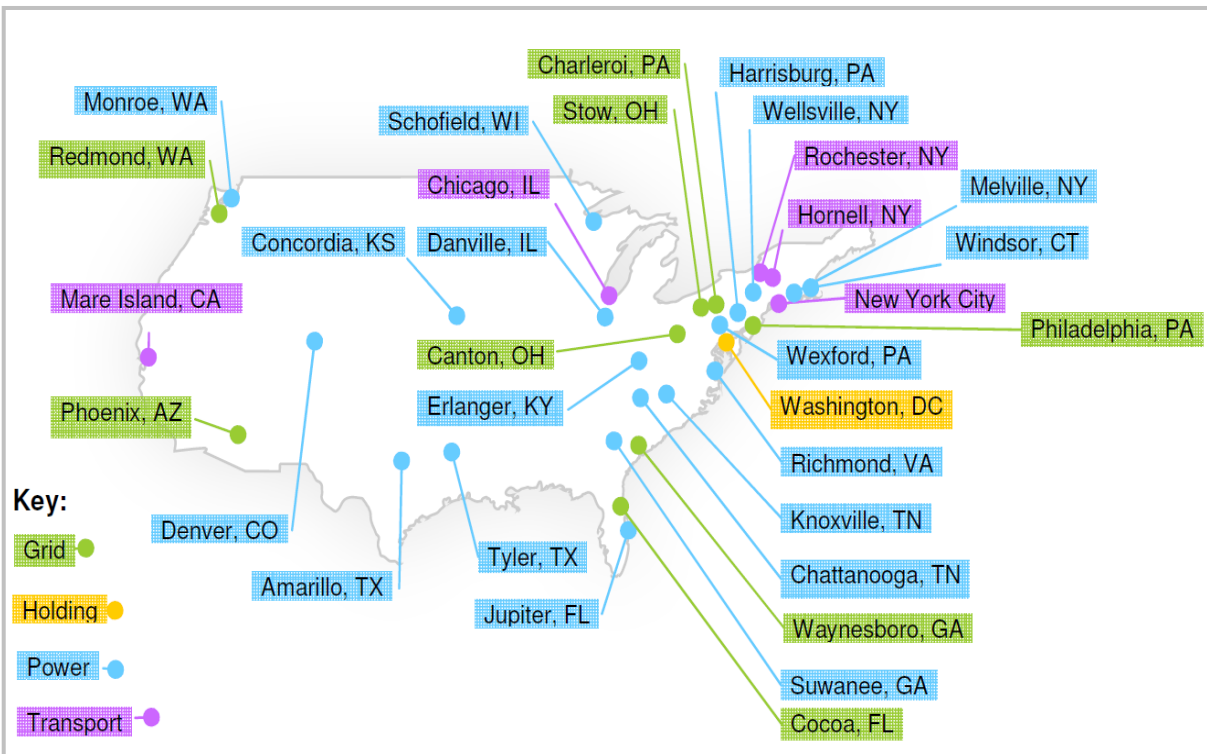 Charleroi, PA
Harrisburg, PA
Monroe, WA
Stow, OH
Wellsville, NY
Schofield, WI
Redmond, WA
Rochester, NY
Chicago, IL
Melville, NY
Hornell, NY
Concordia, KS
Danville, IL
Windsor, CT
Mare Island, CA
New York City
Philadelphia, PA
Canton, OH
Wexford, PA
Phoenix, AZ
Erlanger, KY
Washington, DC
Richmond, VA
Key:
Denver, CO
Knoxville, TN
Grid
Tyler, TX
Amarillo, TX
Chattanooga, TN
Holding
Jupiter, FL
Waynesboro, GA
Power
Suwanee, GA
Transport
Cocoa, FL